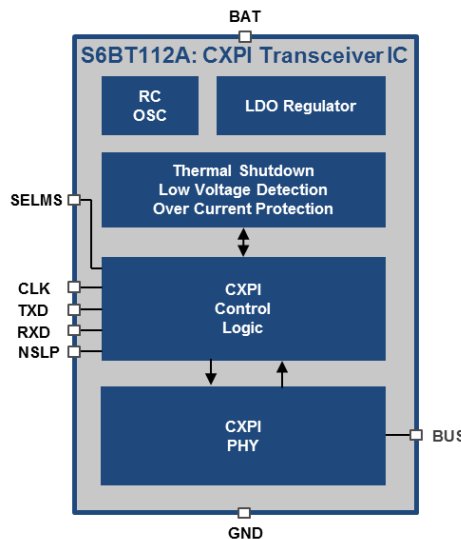 BAT
S6BT112A: CXPI Transceiver IC
RC
OSC
LDO Regulator
Thermal Shutdown
Low Voltage Detection
Over Current Protection
SELMS
CXPI
Control
Logic
CLK
TXD
RXD
NSLP
CXPI
PHY
BUS
GND